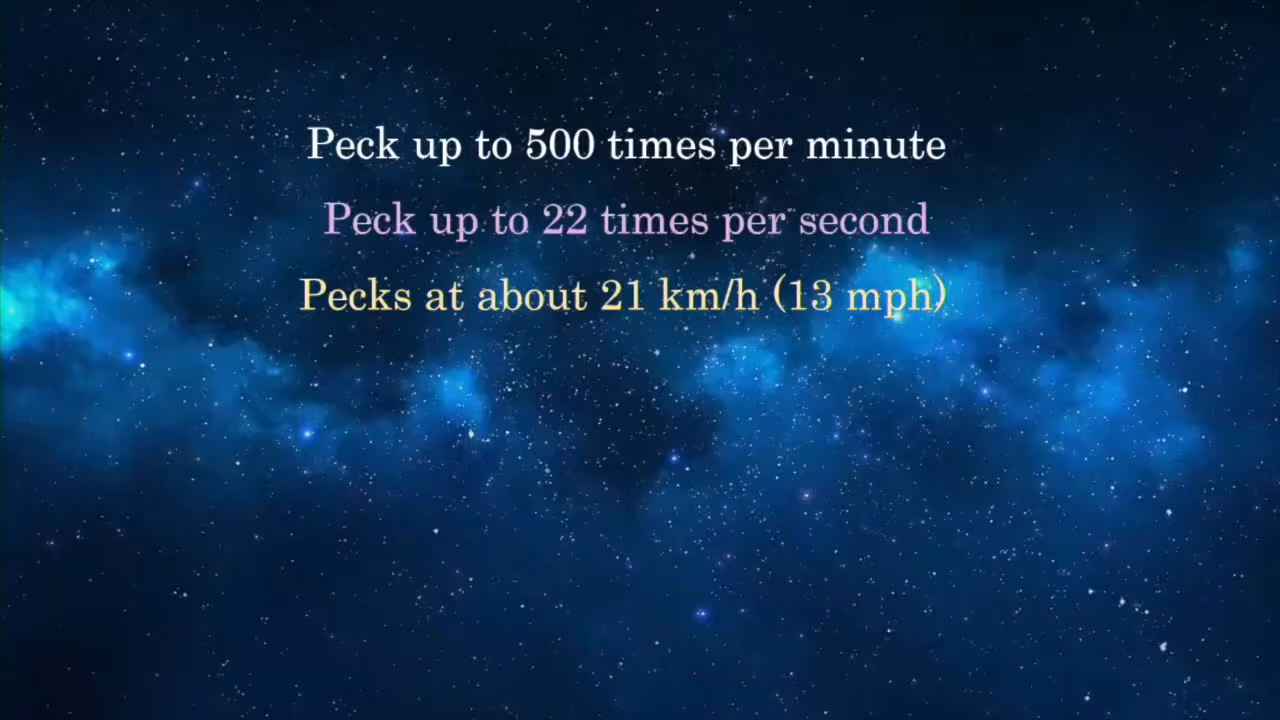 Peck up to 500 times per minute
Peck up to 22 times per second
Pecks at about 21 km/h (13 mph)